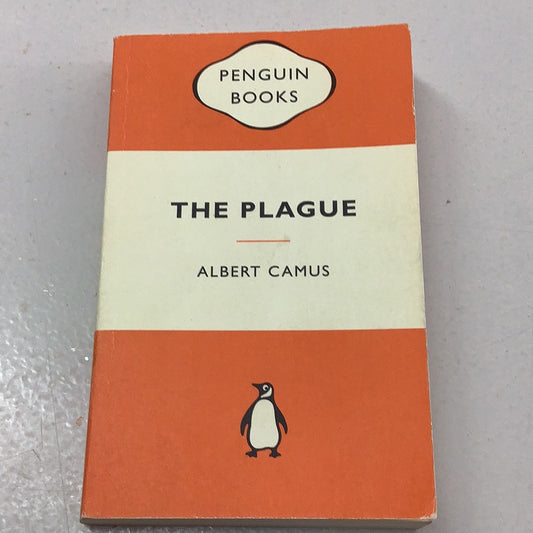 PENGUIN
BOOKS
THE PLAGUE
ALBERT CAMUS